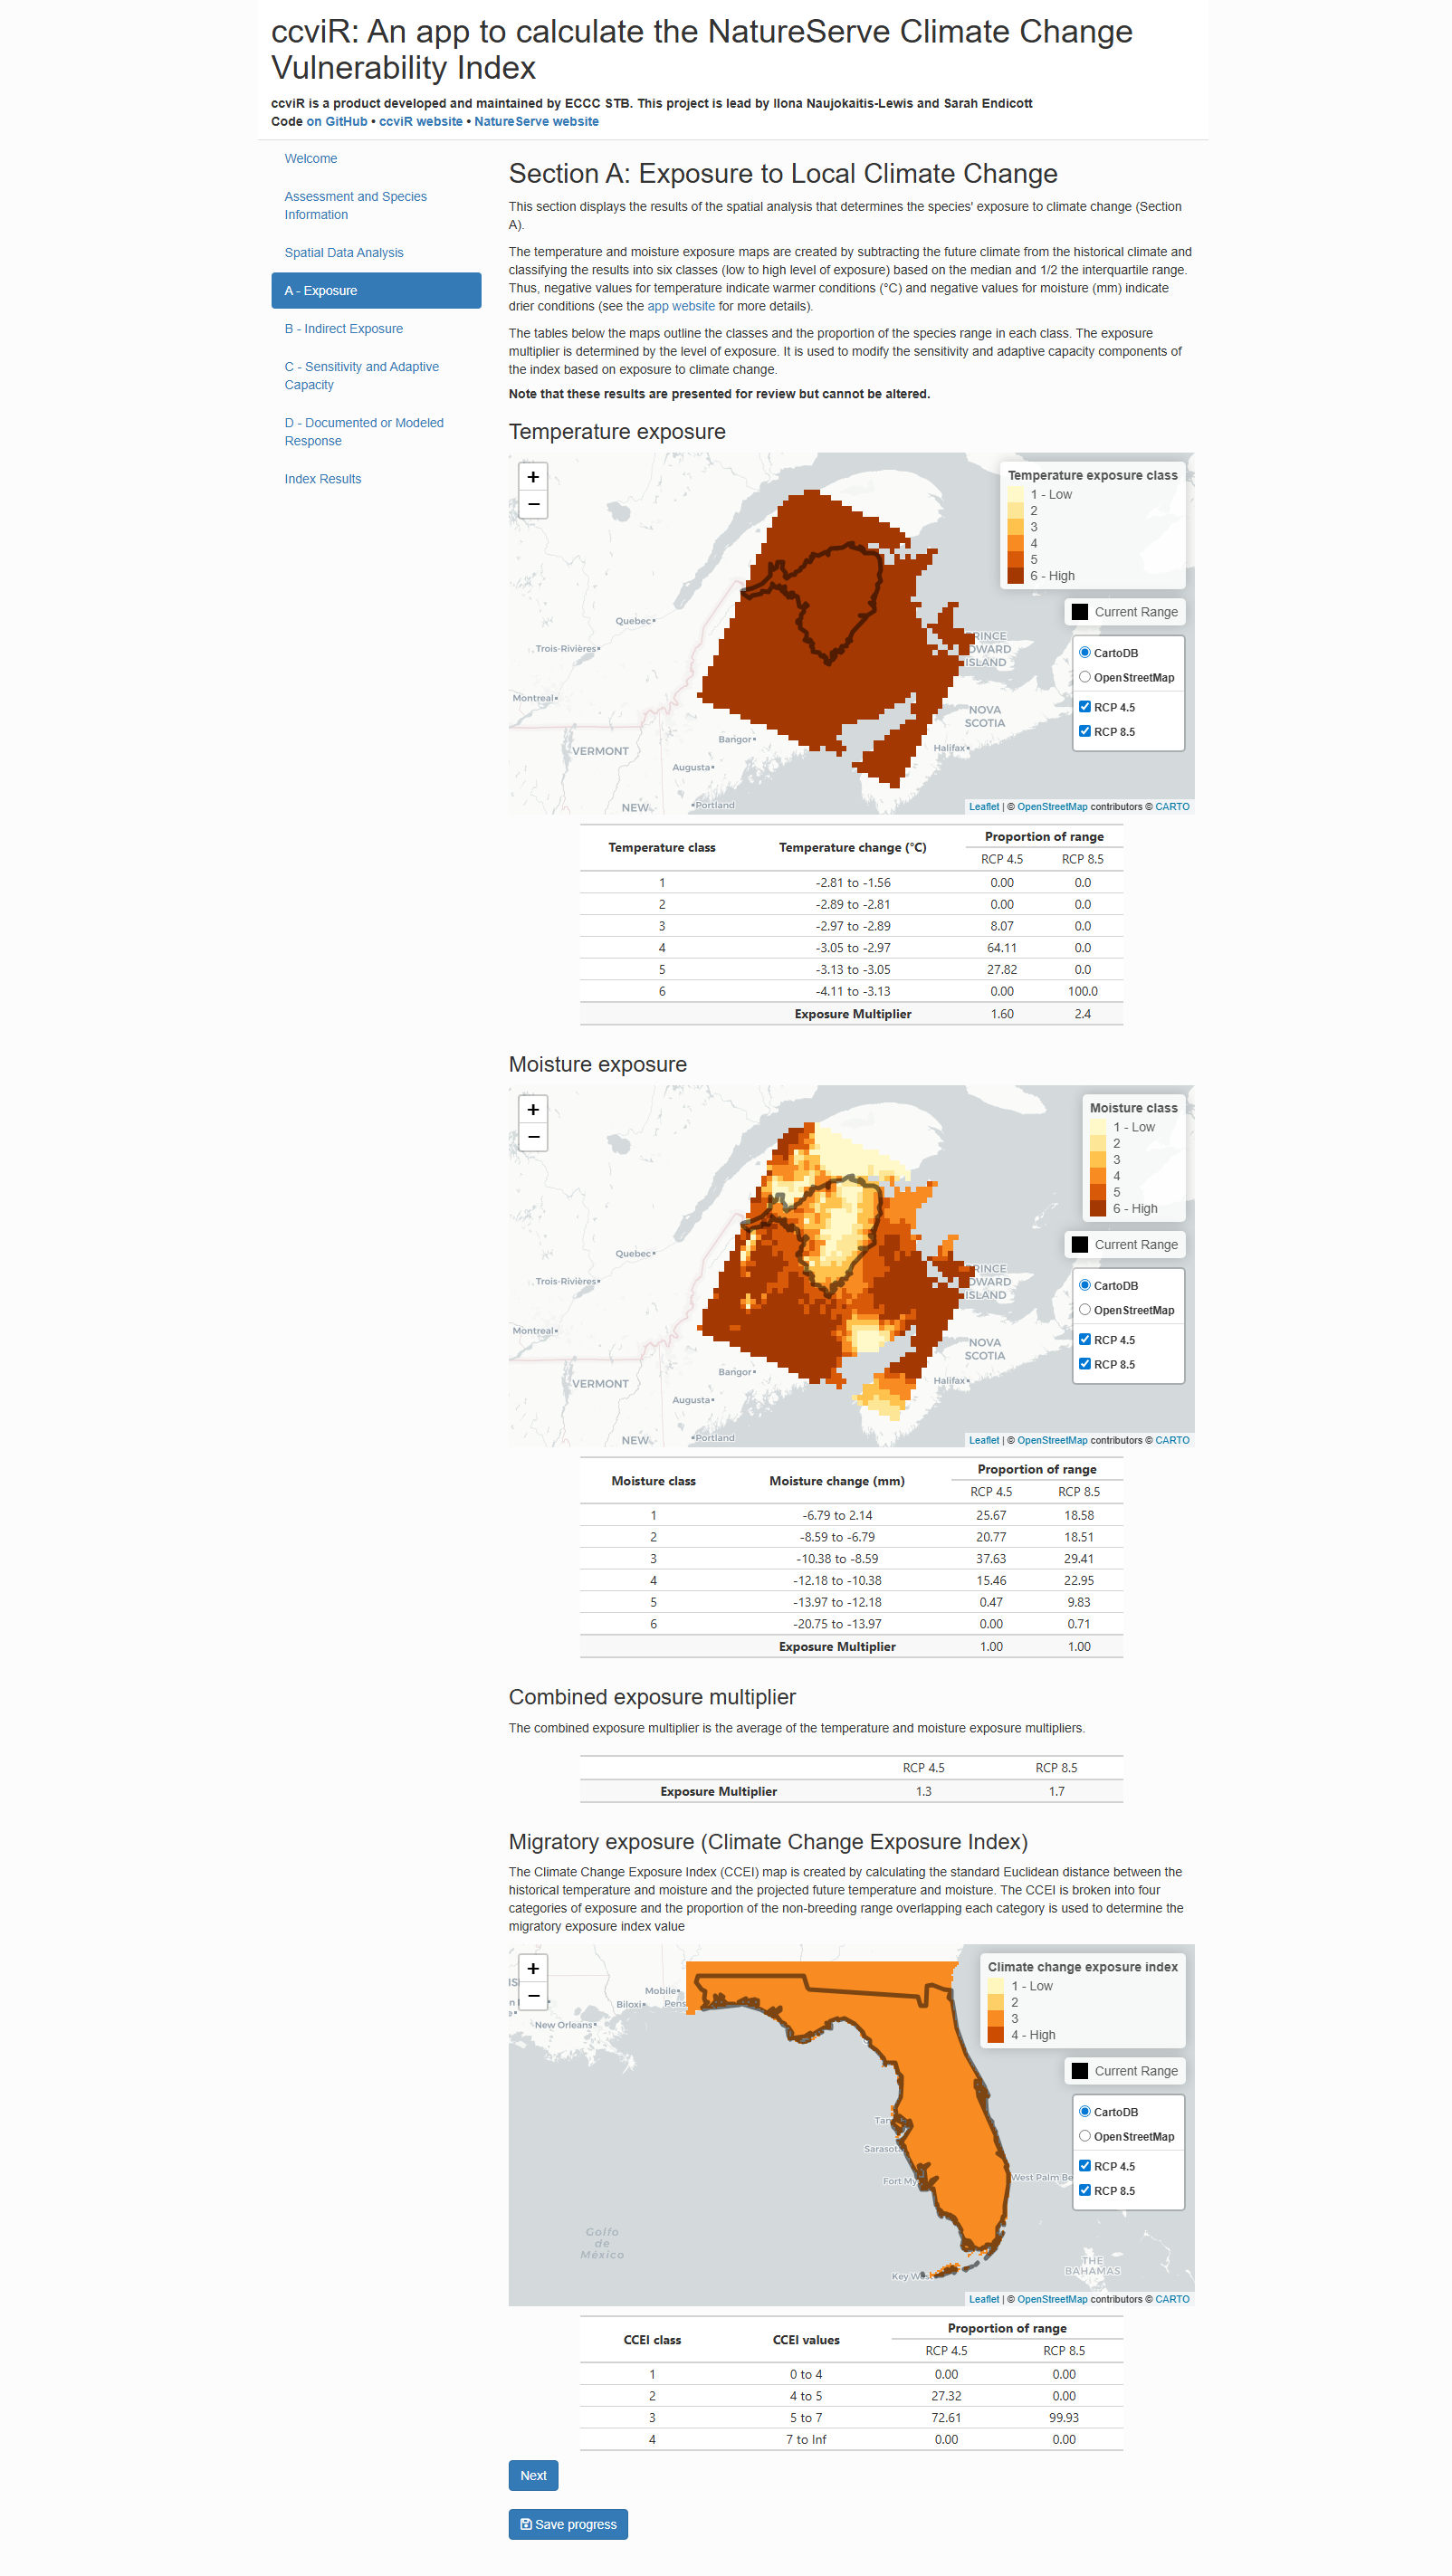 ccviR: An app to calculate the NatureServe Climate Change
Vulnerability Index
ccviR is a product developed and maintained by ECCC STB. This project is lead by Ilona Naujokaitis-Lewis and Sarah Endicott
Code on GitHub • ccviR website • NatureServe website
Welcome
Assessment and Species
Information
Spatial Data Analysis
A - Exposure
B - Indirect Exposure
C - Sensitivity and Adaptive
Capacity
D - Documented or Modeled
Response
Index Results
Section A: Exposure to Local Climate Change
This section displays the results of the spatial analysis that determines the species' exposure to climate change (Section
A).
The temperature and moisture exposure maps are created by subtracting the future climate from the historical climate and
classifying the results into six classes (low to high level of exposure) based on the median and 1/2 the interquartile range.
Thus, negative values for temperature indicate warmer conditions (°C) and negative values for moisture (mm) indicate
drier conditions (see the app website for more details).
The tables below the maps outline the classes and the proportion of the species range in each class. The exposure
multiplier is determined by the level of exposure. It is used to modify the sensitivity and adaptive capacity components of
the index based on exposure to climate change.
Note that these results are presented for review but cannot be altered.
Temperature exposure
+
−
Temperature exposure class
1 - Low
2
3
4
5
6 - High
Current Range
CartoDB
OpenStreetMap
RCP 4.5
RCP 8.5
Quebec
Trois-Rivières
Montreal
VERMONT
Bangor
Augusta
NEW
Portland
RINCE
DWARD
ISLAND
NOVA
SCOTIA
Halifax
Leaflet | © OpenStreetMap contributors © CARTO
Temperature class Temperature change (°C) Proportion of range
RCP 4.5 RCP 8.5
1 -2.81 to -1.56 0.00 0.0
2 -2.89 to -2.81 0.00 0.0
3 -2.97 to -2.89 8.07 0.0
4 -3.05 to -2.97 64.11 0.0
5 -3.13 to -3.05 27.82 0.0
6 -4.11 to -3.13 0.00 100.0
Exposure Multiplier 1.60 2.4
Moisture exposure
+
−
Moisture class
1 - Low
2
3
4
5
6 - High
Current Range
CartoDB
OpenStreetMap
RCP 4.5
RCP 8.5
Quebec
Trois-Rivières
Montreal
VERMONT
Bangor
Augusta
NEW
Portland
RINCE
DWARD
ISLAND
NOVA
SCOTIA
Halifax
Leaflet | © OpenStreetMap contributors © CARTO
Moisture class Moisture change (mm) Proportion of range
RCP 4.5 RCP 8.5
1 -6.79 to 2.14 25.67 18.58
2 -8.59 to -6.79 20.77 18.51
3 -10.38 to -8.59 37.63 29.41
4 -12.18 to -10.38 15.46 22.95
5 -13.97 to -12.18 0.47 9.83
6 -20.75 to -13.97 0.00 0.71
Exposure Multiplier 1.00 1.00
Combined exposure multiplier
The combined exposure multiplier is the average of the temperature and moisture exposure multipliers.
RCP 4.5 RCP 8.5
Exposure Multiplier 1.3 1.7
Migratory exposure (Climate Change Exposure Index)
The Climate Change Exposure Index (CCEI) map is created by calculating the standard Euclidean distance between the
historical temperature and moisture and the projected future temperature and moisture. The CCEI is broken into four
categories of exposure and the proportion of the non-breeding range overlapping each category is used to determine the
migratory exposure index value
+
−
Climate change exposure index
1 - Low
2
3
4 - High
Current Range
CartoDB
OpenStreetMap
RCP 4.5
RCP 8.5
Mobile
Biloxi
Pens
New Orleans
Tan
Sarasot
Fort My
West Palm Be
Golfo
de
México
Key W
THE
BAHAMAS
Leaflet | © OpenStreetMap contributors © CARTO
CCEI class CCEI values Proportion of range
RCP 4.5 RCP 8.5
1 0 to 4 0.00 0.00
2 4 to 5 27.32 0.00
3 5 to 7 72.61 99.93
4 7 to Inf 0.00 0.00
Next
Save progress